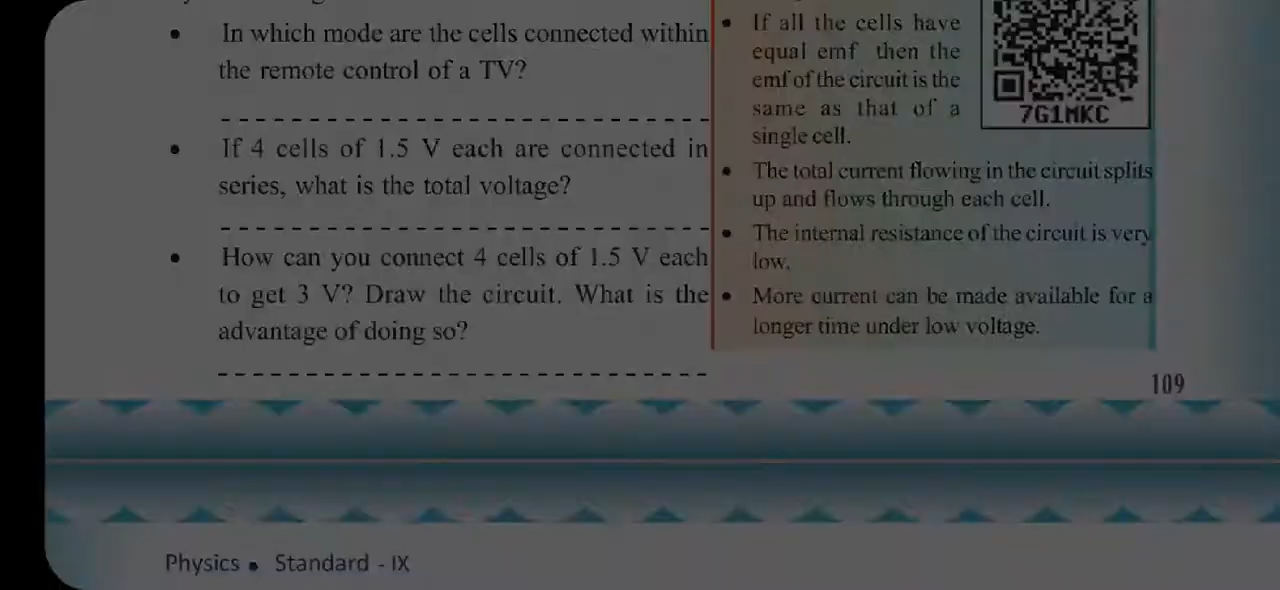 • In which mode are the cells connected within
the remote control of a TV?
• If 4 cells of 1.5 V each are connected in
series, what is the total voltage?
• How can you connect 4 cells of 1.5 V each
to get 3 V? Draw the circuit. What is the
advantage of doing so?
• If all the cells have
equal emf then the
emf of the circuit is the
same as that of a
single cell.
7G1MKC
• The total current flowing in the circuit splits
up and flows through each cell.
• The internal resistance of the circuit is very
low.
• More current can be made available for a
longer time under low voltage.
109
Physics • Standard - IX